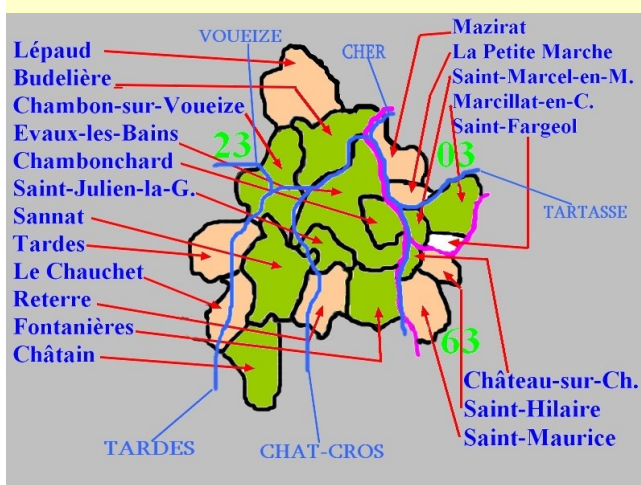 Lépaud
Budelière
Chambon-sur-Voueize
Evaux-les-Bains
Chambonchard
Saint-Julien-la-G.
Sannat
Tardes
Le Chauchet
Reterre
Fontanières
Châtain
VOUEIZE
CHER
23
03
63
Mazirat
La Petite Marche
Saint-Marcel-en-M.
Marcillat-en-C.
Saint-Fargeol
TARTASSE
Château-sur-Ch.
Saint-Hilaire
Saint-Maurice
TARDES
CHAT-CROS